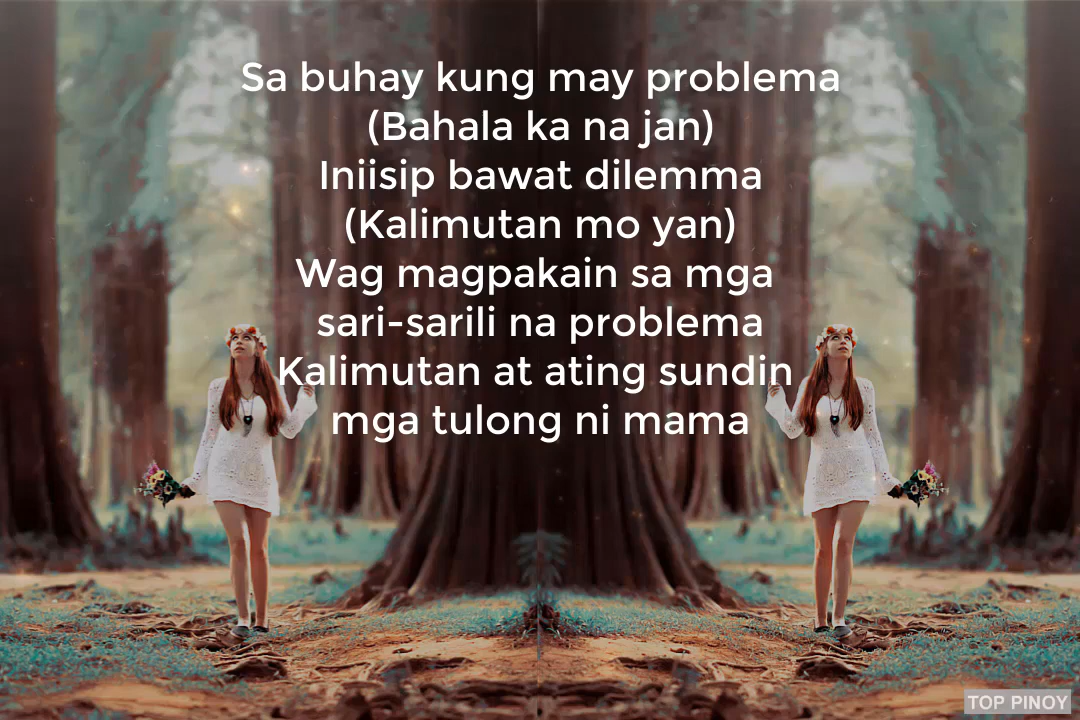 Sa buhay kung may problema
(Bahala ka na jan)
Iniisip bawat dilemma
(Kalimutan mo yan)
Wag magpakain sa mga
sari-sarili na problema
Kalimutan at ating sundin
mga tulong ni mama
TOP PINOY